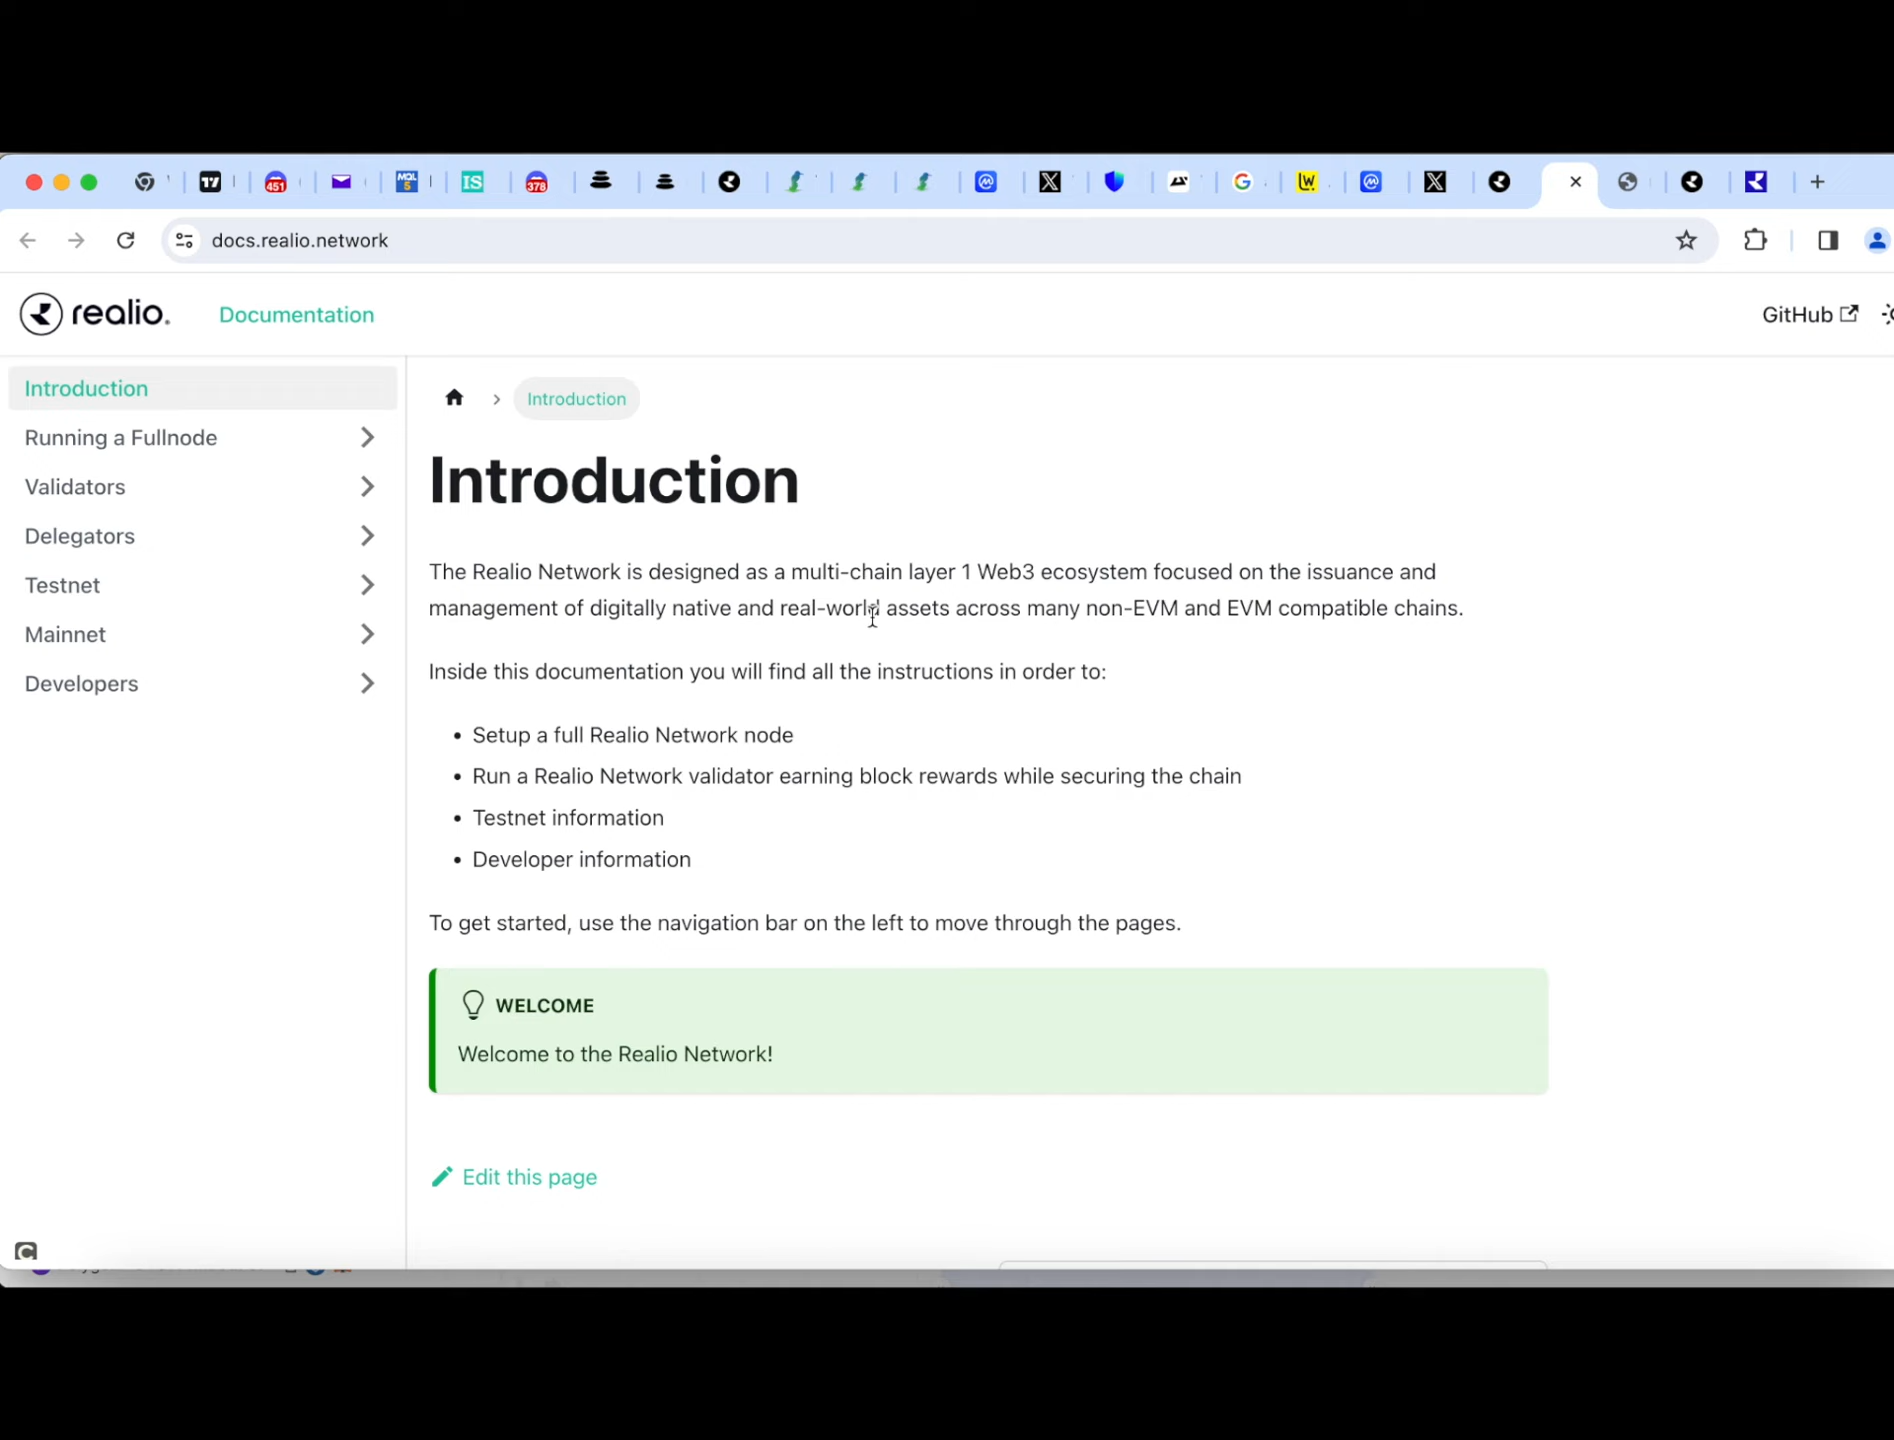 451
MQL
5
IS
378
W.
docs.realio.network
realio.
Documentation
GitHub
Introduction
Running a Fullnode
Validators
Delegators
Testnet
Mainnet
Developers
Introduction
Introduction
The Realio Network is designed as a multi-chain layer 1 Web3 ecosystem focused on the issuance and
management of digitally native and real-world assets across many non-EVM and EVM compatible chains.
Inside this documentation you will find all the instructions in order to:
• Setup a full Realio Network node
• Run a Realio Network validator earning block rewards while securing the chain
• Testnet information
• Developer information
To get started, use the navigation bar on the left to move through the pages.
WELCOME
Welcome to the Realio Network!
Edit this page